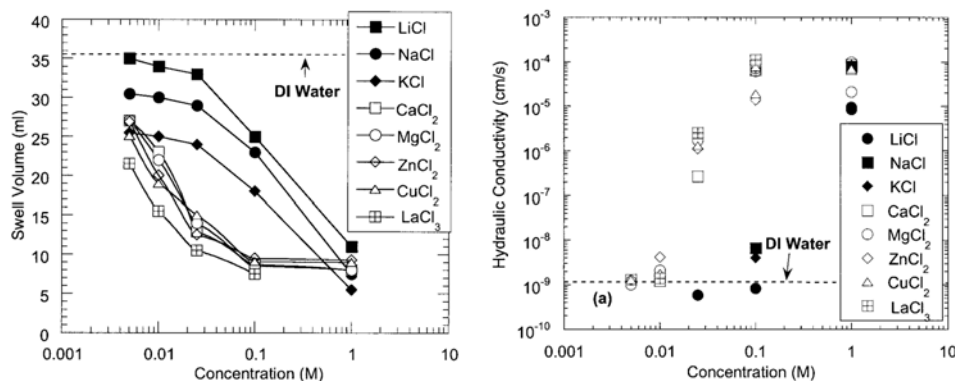 40
35
30
25
20
15
10
5
0
Swell Volume (ml)
DI Water
LiCl
NaCl
KCl
CaCl₂
MgCl₂
ZnCl₂
CuCl₂
LaCl₃
0.001 0.01 0.1 1 10
Concentration (M)
10⁻³
10⁻⁴
10⁻⁵
10⁻⁶
10⁻⁷
10⁻⁸
10⁻⁹
10⁻¹⁰
Hydraulic Conductivity (cm/s)
DI Water
(a)
LiCl
NaCl
KCl
CaCl₂
MgCl₂
ZnCl₂
CuCl₂
LaCl₃
0.001 0.01 0.1 1 10
Concentration (M)